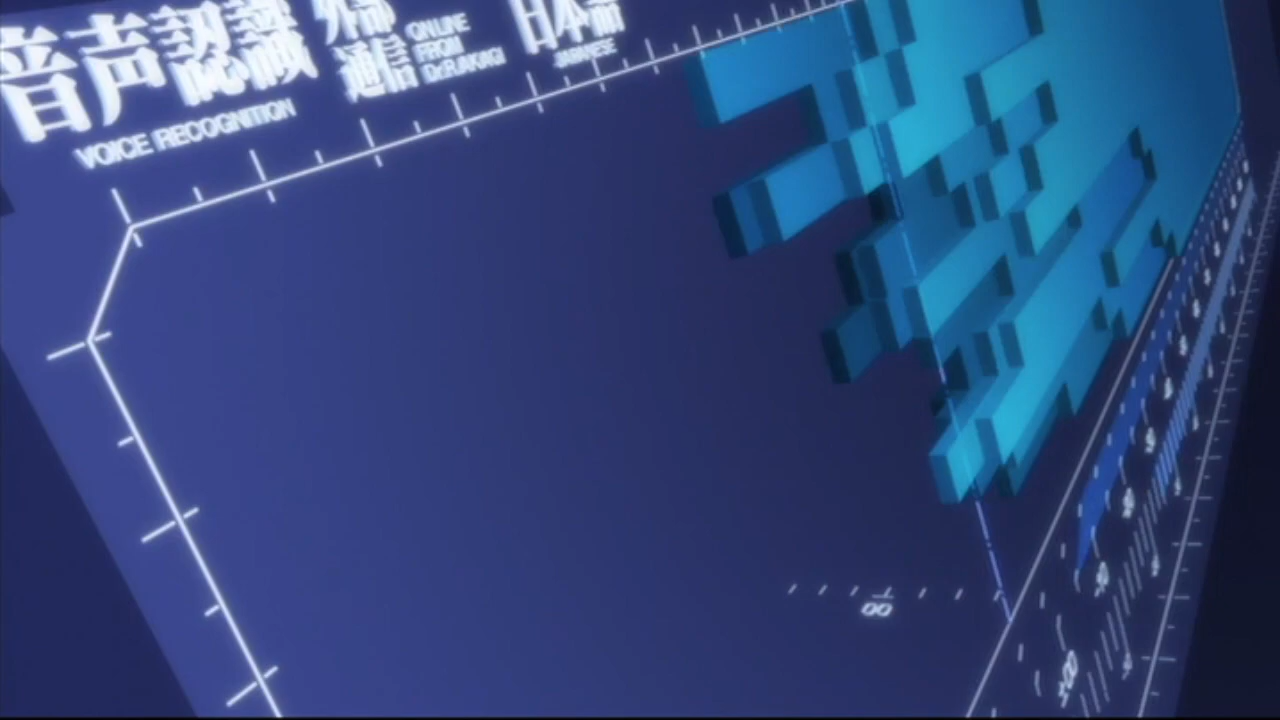 音声認識
VOICE RECOGNITION
外部
通信
ONLINE
FROM
Dr.R.AKAGI
日本語
JAPANESE